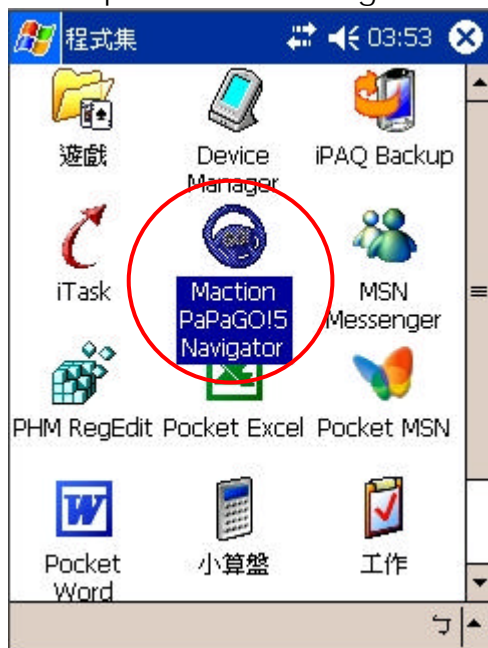 程式集 03:53
遊戲 Device Manager iPAQ Backup
iTask Maction PaPaGO!5 Navigator MSN Messenger
PHM RegEdit Pocket Excel Pocket MSN
Pocket Word 小算盤 工作
ㄅ